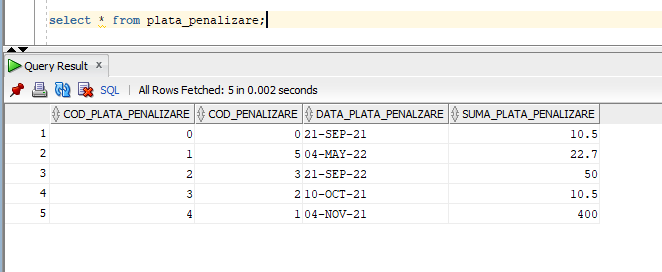 select * from plata_penalizare;
Query Result x
SQL | All Rows Fetched: 5 in 0.002 seconds
COD_PLATA_PENALIZARE COD_PENALIZARE DATA_PLATA_PENALZARE SUMA_PLATA_PENALIZARE
1 0 0 21-SEP-21 10.5
2 1 5 04-MAY-22 22.7
3 2 3 21-SEP-22 50
4 3 2 10-OCT-21 10.5
5 4 1 04-NOV-21 400